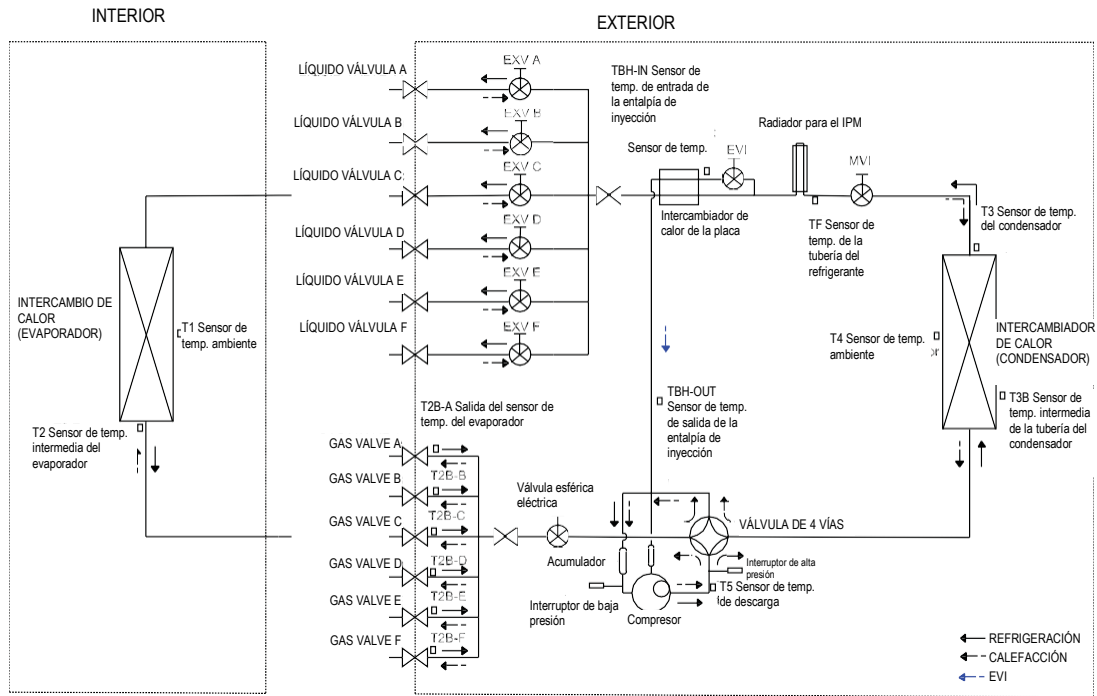 INTERIOR
EXTERIOR
LÍQUIDO VÁLVULA A
EXV A
LÍQUIDO VÁLVULA B
EXV B
LÍQUIDO VÁLVULA C
EXV C
LÍQUIDO VÁLVULA D
EXV D
LÍQUIDO VÁLVULA E
EXV E
LÍQUIDO VÁLVULA F
EXV F
TBH-IN Sensor de
temp. de entrada de
la entalpía de
inyección
Sensor de temp.
EVI
Radiador para el IPM
MVI
Intercambiador de
calor de la placa
TF Sensor de
temp. de la
tubería del
refrigerante
T3 Sensor de temp.
del condensador
INTERCAMBIO DE
CALOR
(EVAPORADOR)
T1 Sensor de
temp. ambiente
T4 Sensor de temp.
ambiente
INTERCAMBIADOR
DE CALOR
(CONDENSADOR)
T3B Sensor de
temp. intermedia
de la tubería del
condensador
T2 Sensor de temp.
intermedia del
evaporador
T2B-A Salida del sensor de
temp. del evaporador
TBH-OUT
Sensor de temp.
de salida de la
entalpía de
inyección
GAS VALVE A
GAS VALVE B
T2B-B
GAS VALVE C
T2B-C
GAS VALVE D
T2B-D
GAS VALVE E
T2B-E
GAS VALVE F
T2B-F
Válvula esférica
eléctrica
Acumulador
VÁLVULA DE 4 VÍAS
Interruptor de alta
presión
Interruptor de baja
presión
Compresor
T5 Sensor de temp.
de descarga
REFRIGERACIÓN
CALEFACCIÓN
EVI